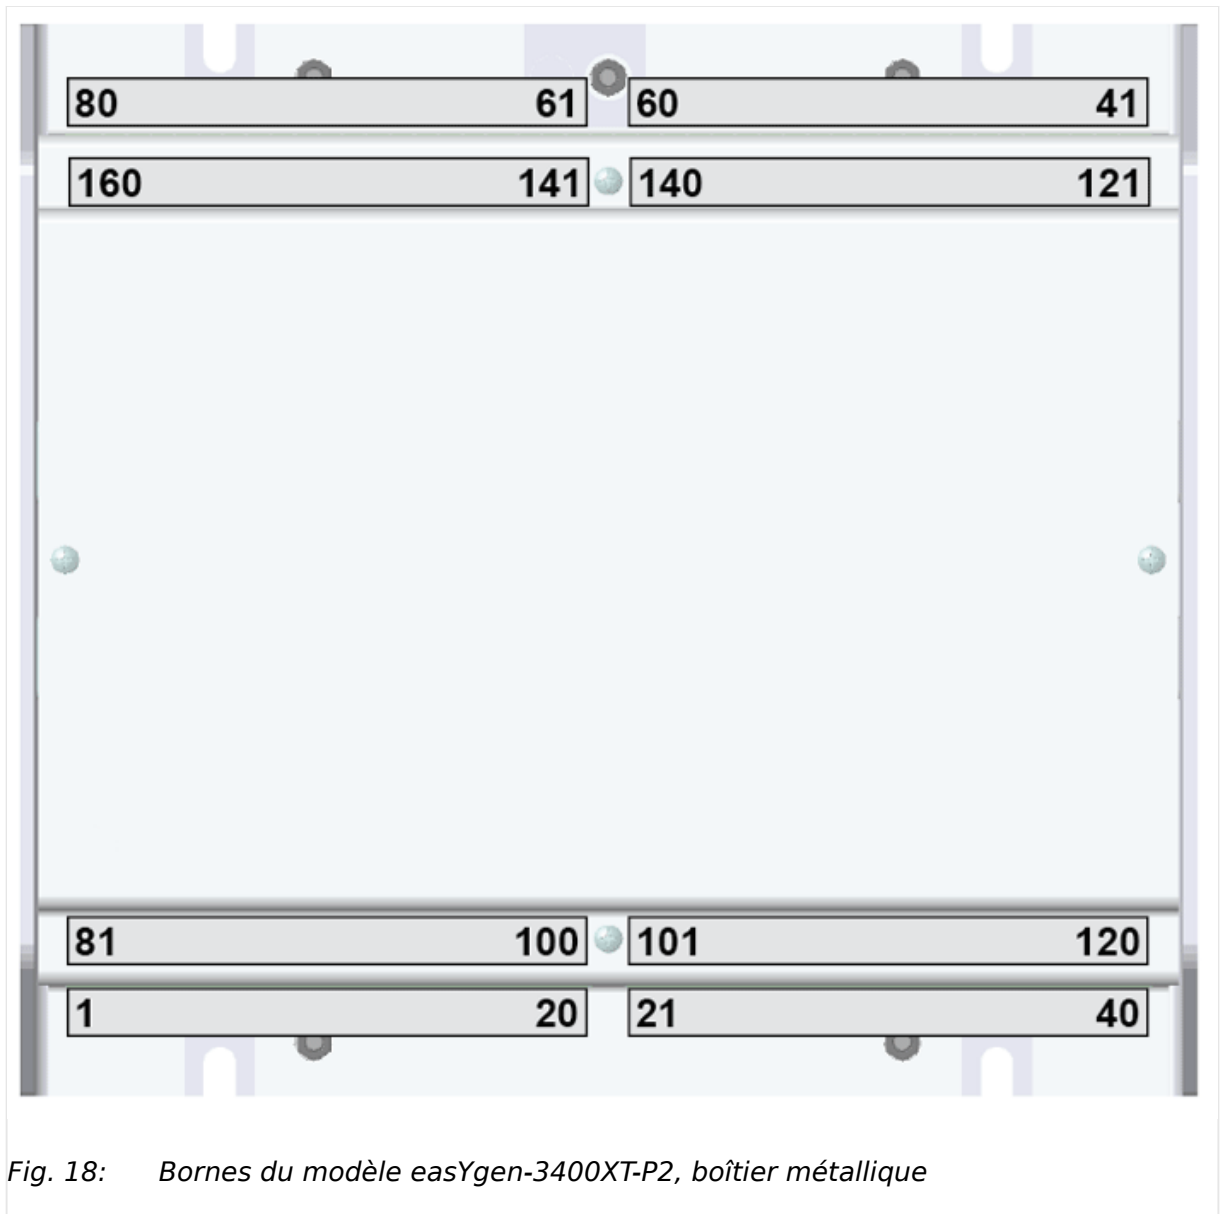 80 61 60 41
160 141 140 121
81 100 101 120
1 20 21 40
Fig. 18: Bornes du modèle easYgen-3400XT-P2, boîtier métallique